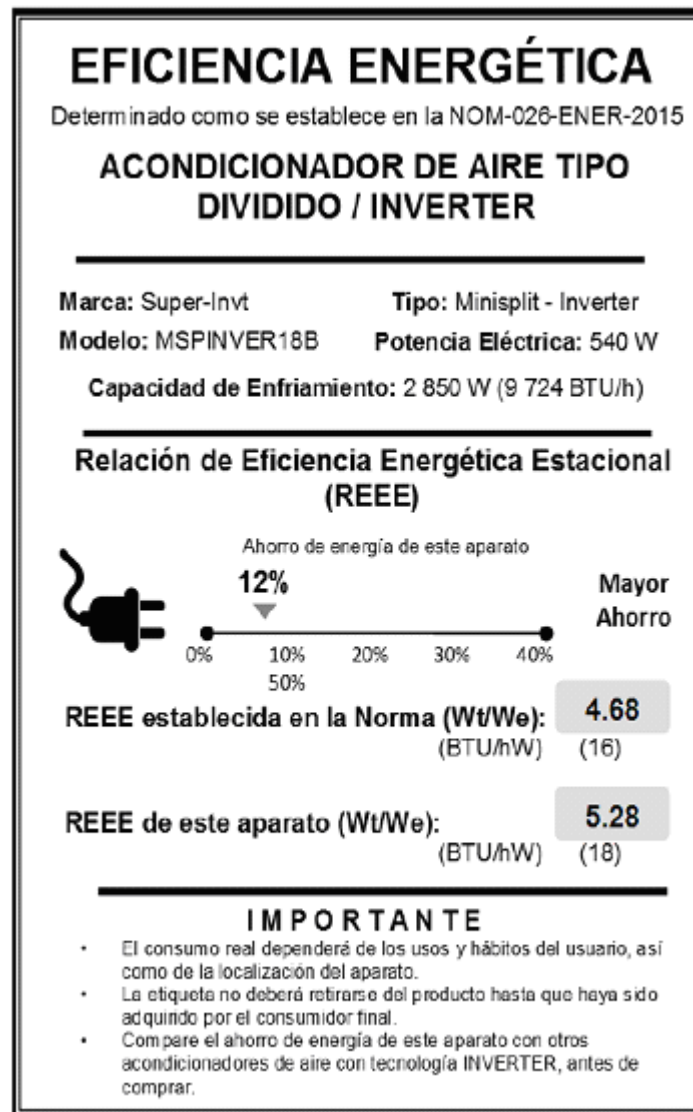 EFICIENCIA ENERGÉTICA
Determinado como se establece en la NOM-026-ENER-2015
ACONDICIONADOR DE AIRE TIPO
DIVIDIDO / INVERTER
Marca: Super-Invt Tipo: Minisplit - Inverter
Modelo: MSPINVER18B Potencia Eléctrica: 540 W
Capacidad de Enfriamiento: 2 850 W (9 724 BTU/h)
Relación de Eficiencia Energética Estacional
(REEE)
Ahorro de energía de este aparato
12%
Mayor
Ahorro
0% 10% 20% 30% 40%
50%
REEE establecida en la Norma (Wt/We): 4.68
(BTU/hW) (16)
REEE de este aparato (Wt/We): 5.28
(BTU/hW) (18)
IMPORTANTE
• El consumo real dependerá de los usos y hábitos del usuario, así
como de la localización del aparato.
• La etiqueta no deberá retirarse del producto hasta que haya sido
adquirido por el consumidor final.
• Compare el ahorro de energía de este aparato con otros
acondicionadores de aire con tecnología INVERTER, antes de
comprar.